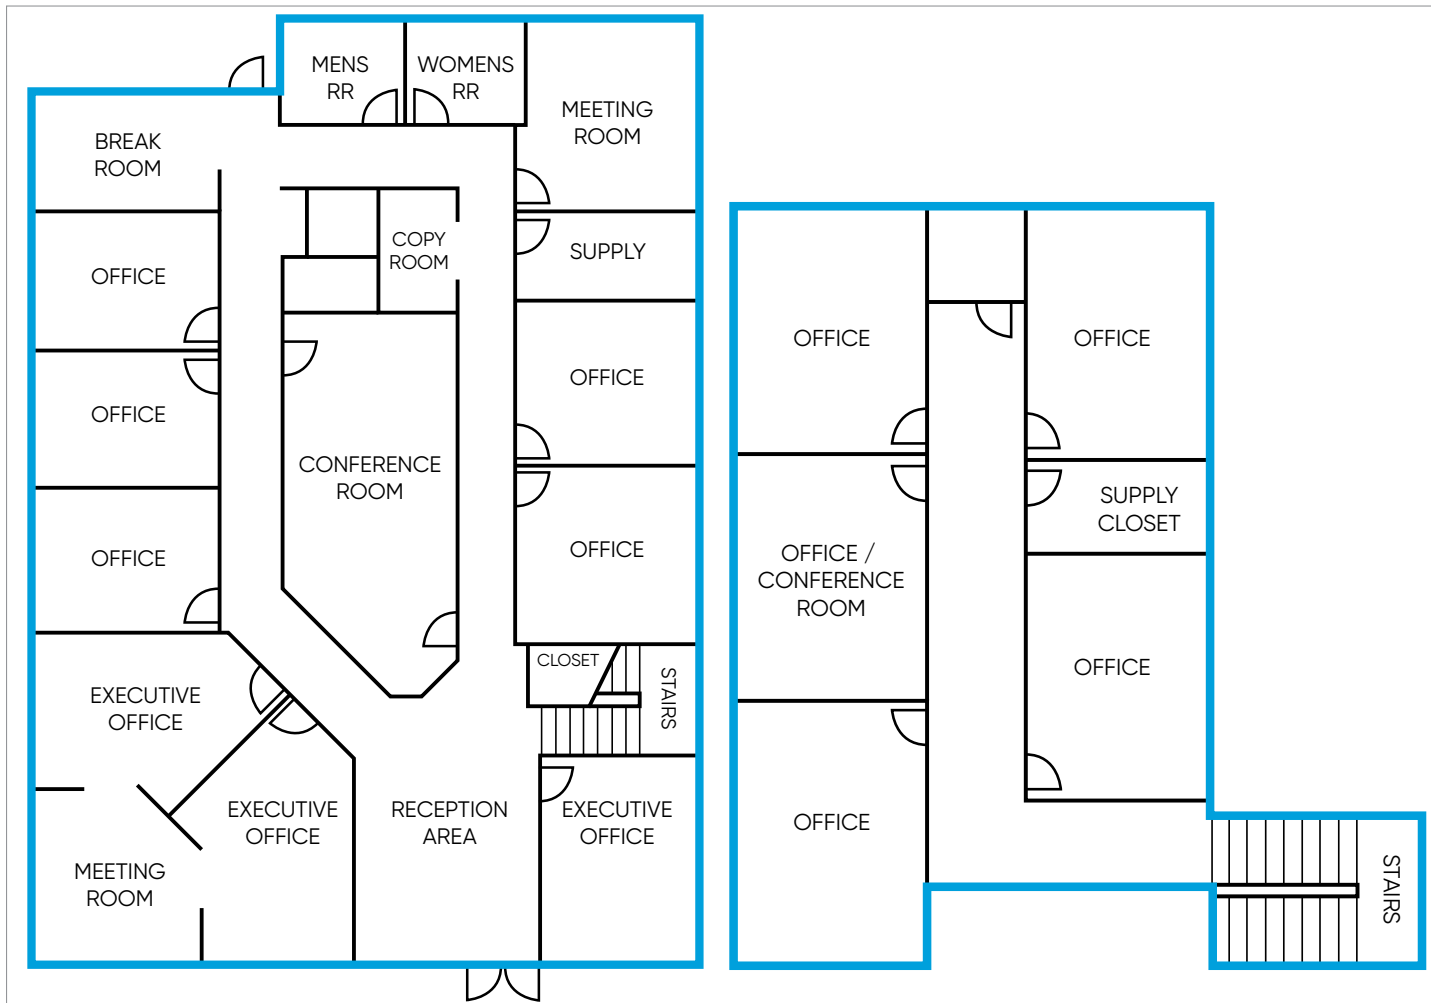 MENS
RR
WOMENS
RR
MEETING
ROOM
BREAK
ROOM
COPY
ROOM
SUPPLY
OFFICE
OFFICE
OFFICE
CONFERENCE
ROOM
OFFICE
OFFICE
CLOSET
STAIRS
EXECUTIVE
OFFICE
EXECUTIVE
OFFICE
RECEPTION
AREA
EXECUTIVE
OFFICE
MEETING
ROOM
OFFICE
OFFICE
SUPPLY
CLOSET
OFFICE /
CONFERENCE
ROOM
OFFICE
OFFICE
STAIRS